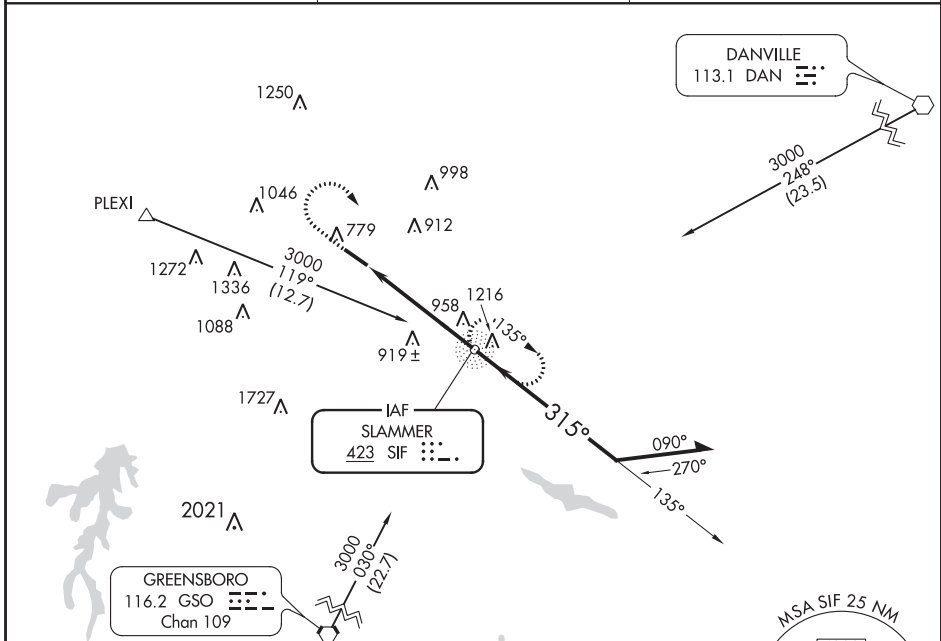 DANVILLE
113.1 DAN
1250
3000
248°
(23.5)
998
1046
PLEXI
779
912
3000
119°
(12.7)
1272
1336
1088
958
1216
135°
919 ±
1727
IAF
SLAMMER
423 SIF
315°
090°
270°
135°
2021
3000
030°
(22.7)
GREENSBORO
116.2 GSO
Chan 109
MSA SIF 25 NM